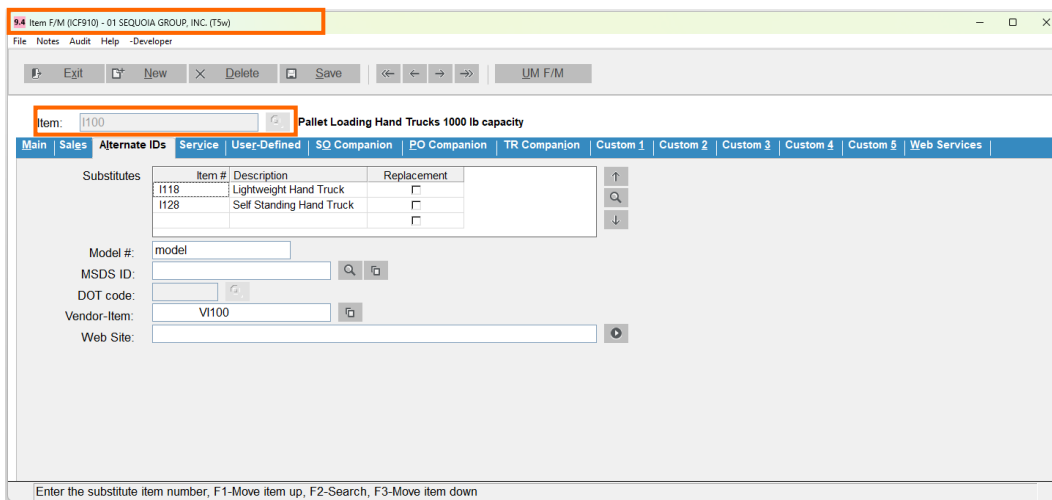 9.4 Item F/M (ICF910) - 01 SEQUOIA GROUP, INC. (T5w)
File Notes Audit Help -Developer
Exit New Delete Save UM F/M
Item: I100 Pallet Loading Hand Trucks 1000 lb capacity
Main Sales Alternate IDs Service User-Defined SO Companion PO Companion TR Companion Custom 1 Custom 2 Custom 3 Custom 4 Custom 5 Web Services
Substitutes Item # Description Replacement
I118 Lightweight Hand Truck
I128 Self Standing Hand Truck
Model #: model
MSDS ID:
DOT code:
Vendor-Item: VI100
Web Site:
Enter the substitute item number, F1-Move item up, F2-Search, F3-Move item down